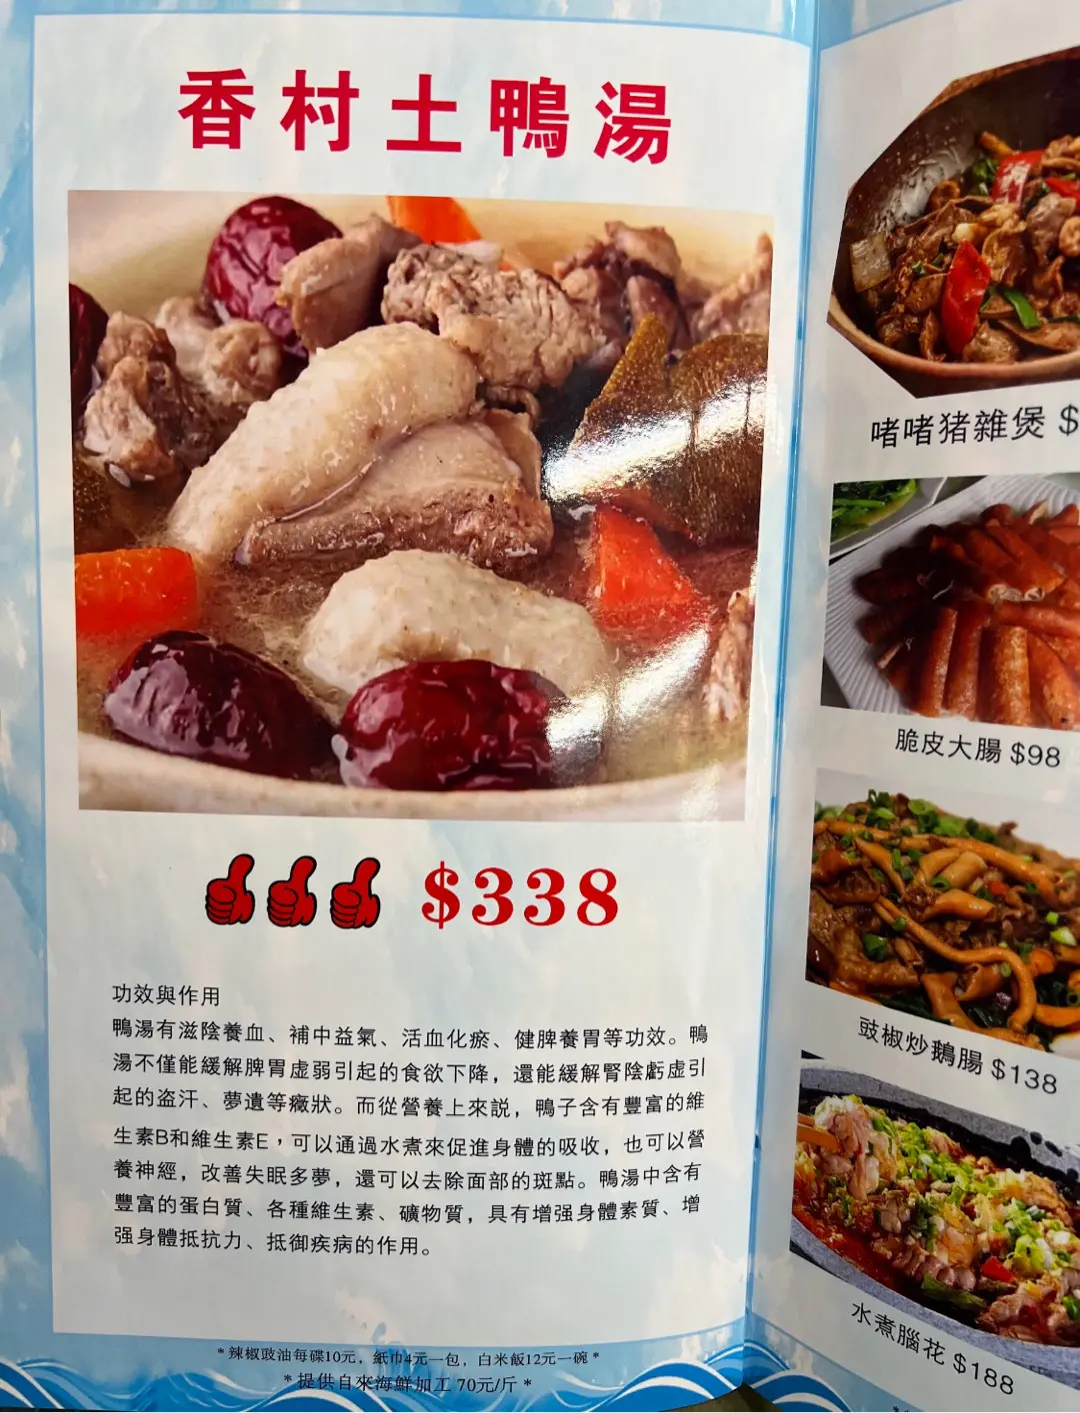 香村土鴨湯
$338
功效與作用
鴨湯有滋陰養血、補中益氣、活血化瘀、健脾養胃等功效。鴨
湯不僅能緩解脾胃虛弱引起的食欲下降，還能緩解腎陰虧虛引
起的盗汗、夢遺等癥狀。而從營養上來説，鴨子含有豐富的維
生素B和維生素E，可以通過水煮來促進身體的吸收，也可以營
養神經，改善失眠多夢，還可以去除面部的斑點。鴨湯中含有
豐富的蛋白質、各種維生素、礦物質，具有增强身體素質、增
强身體抵抗力、抵御疾病的作用。
*辣椒豉油每碟10元，紙巾4元一包，白米飯12元一碗*
*提供自來海鮮加工 70元/斤*
啫啫猪雜煲 $
脆皮大腸 $98
豉椒炒鵝腸 $138
水煮腦花 $188